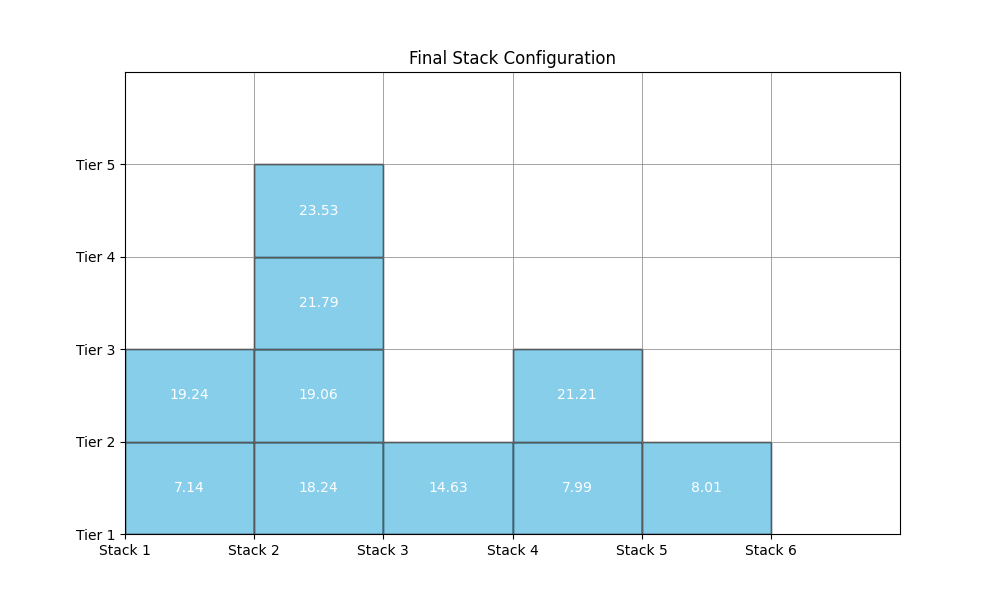 Final Stack Configuration
Tier 5
23.53
Tier 4
21.79
Tier 3
19.24 19.06 21.21
Tier 2
7.14 18.24 14.63 7.99 8.01
Tier 1
Stack 1 Stack 2 Stack 3 Stack 4 Stack 5 Stack 6